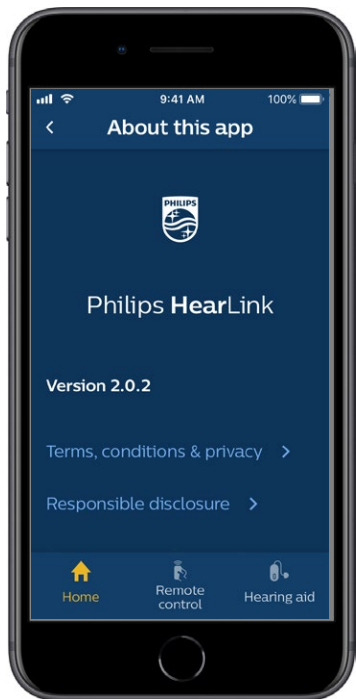 9:41 AM
100%
About this app
PHILIPS
Philips HearLink
Version 2.0.2
Terms, conditions & privacy
Responsible disclosure
Home
Remote
control
Hearing aid